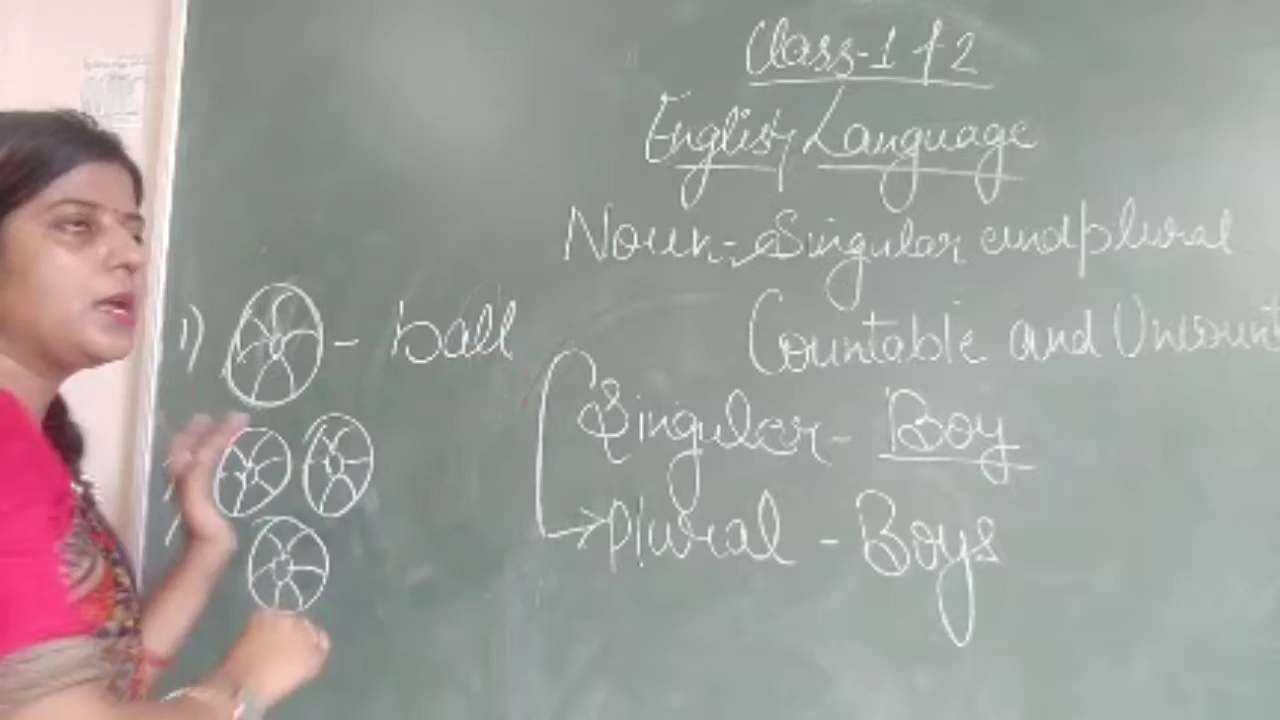 Class-1 & 2
English Language
Noun- Singular and plural
Countable and Uncount
1) - ball
Singular- Boy
Plural - Boys